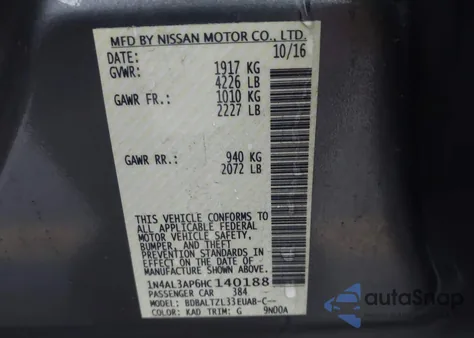 MFD BY NISSAN MOTOR CO., LTD.
DATE: 10/16
GVWR: 1917 KG
4226 LB
GAWR FR.: 1010 KG
2227 LB
GAWR RR.: 940 KG
2072 LB
THIS VEHICLE CONFORMS TO
ALL APPLICABLE FEDERAL
MOTOR VEHICLE SAFETY,
BUMPER, AND THEFT
PREVENTION STANDARDS IN
EFFECT ON THE DATE OF
MANUFACTURE SHOWN ABOVE.
1N4AL3AP6HC140188
PASSENGER CAR 384
MODEL: BDBALTZL33EUAB-C--
COLOR: KAD TRIM: G 9N00A
AutoSnap